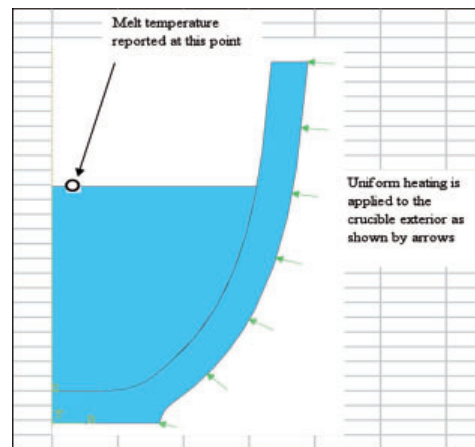 Melt temperature
reported at this point
Uniform heating is
applied to the
crucible exterior as
shown by arrows